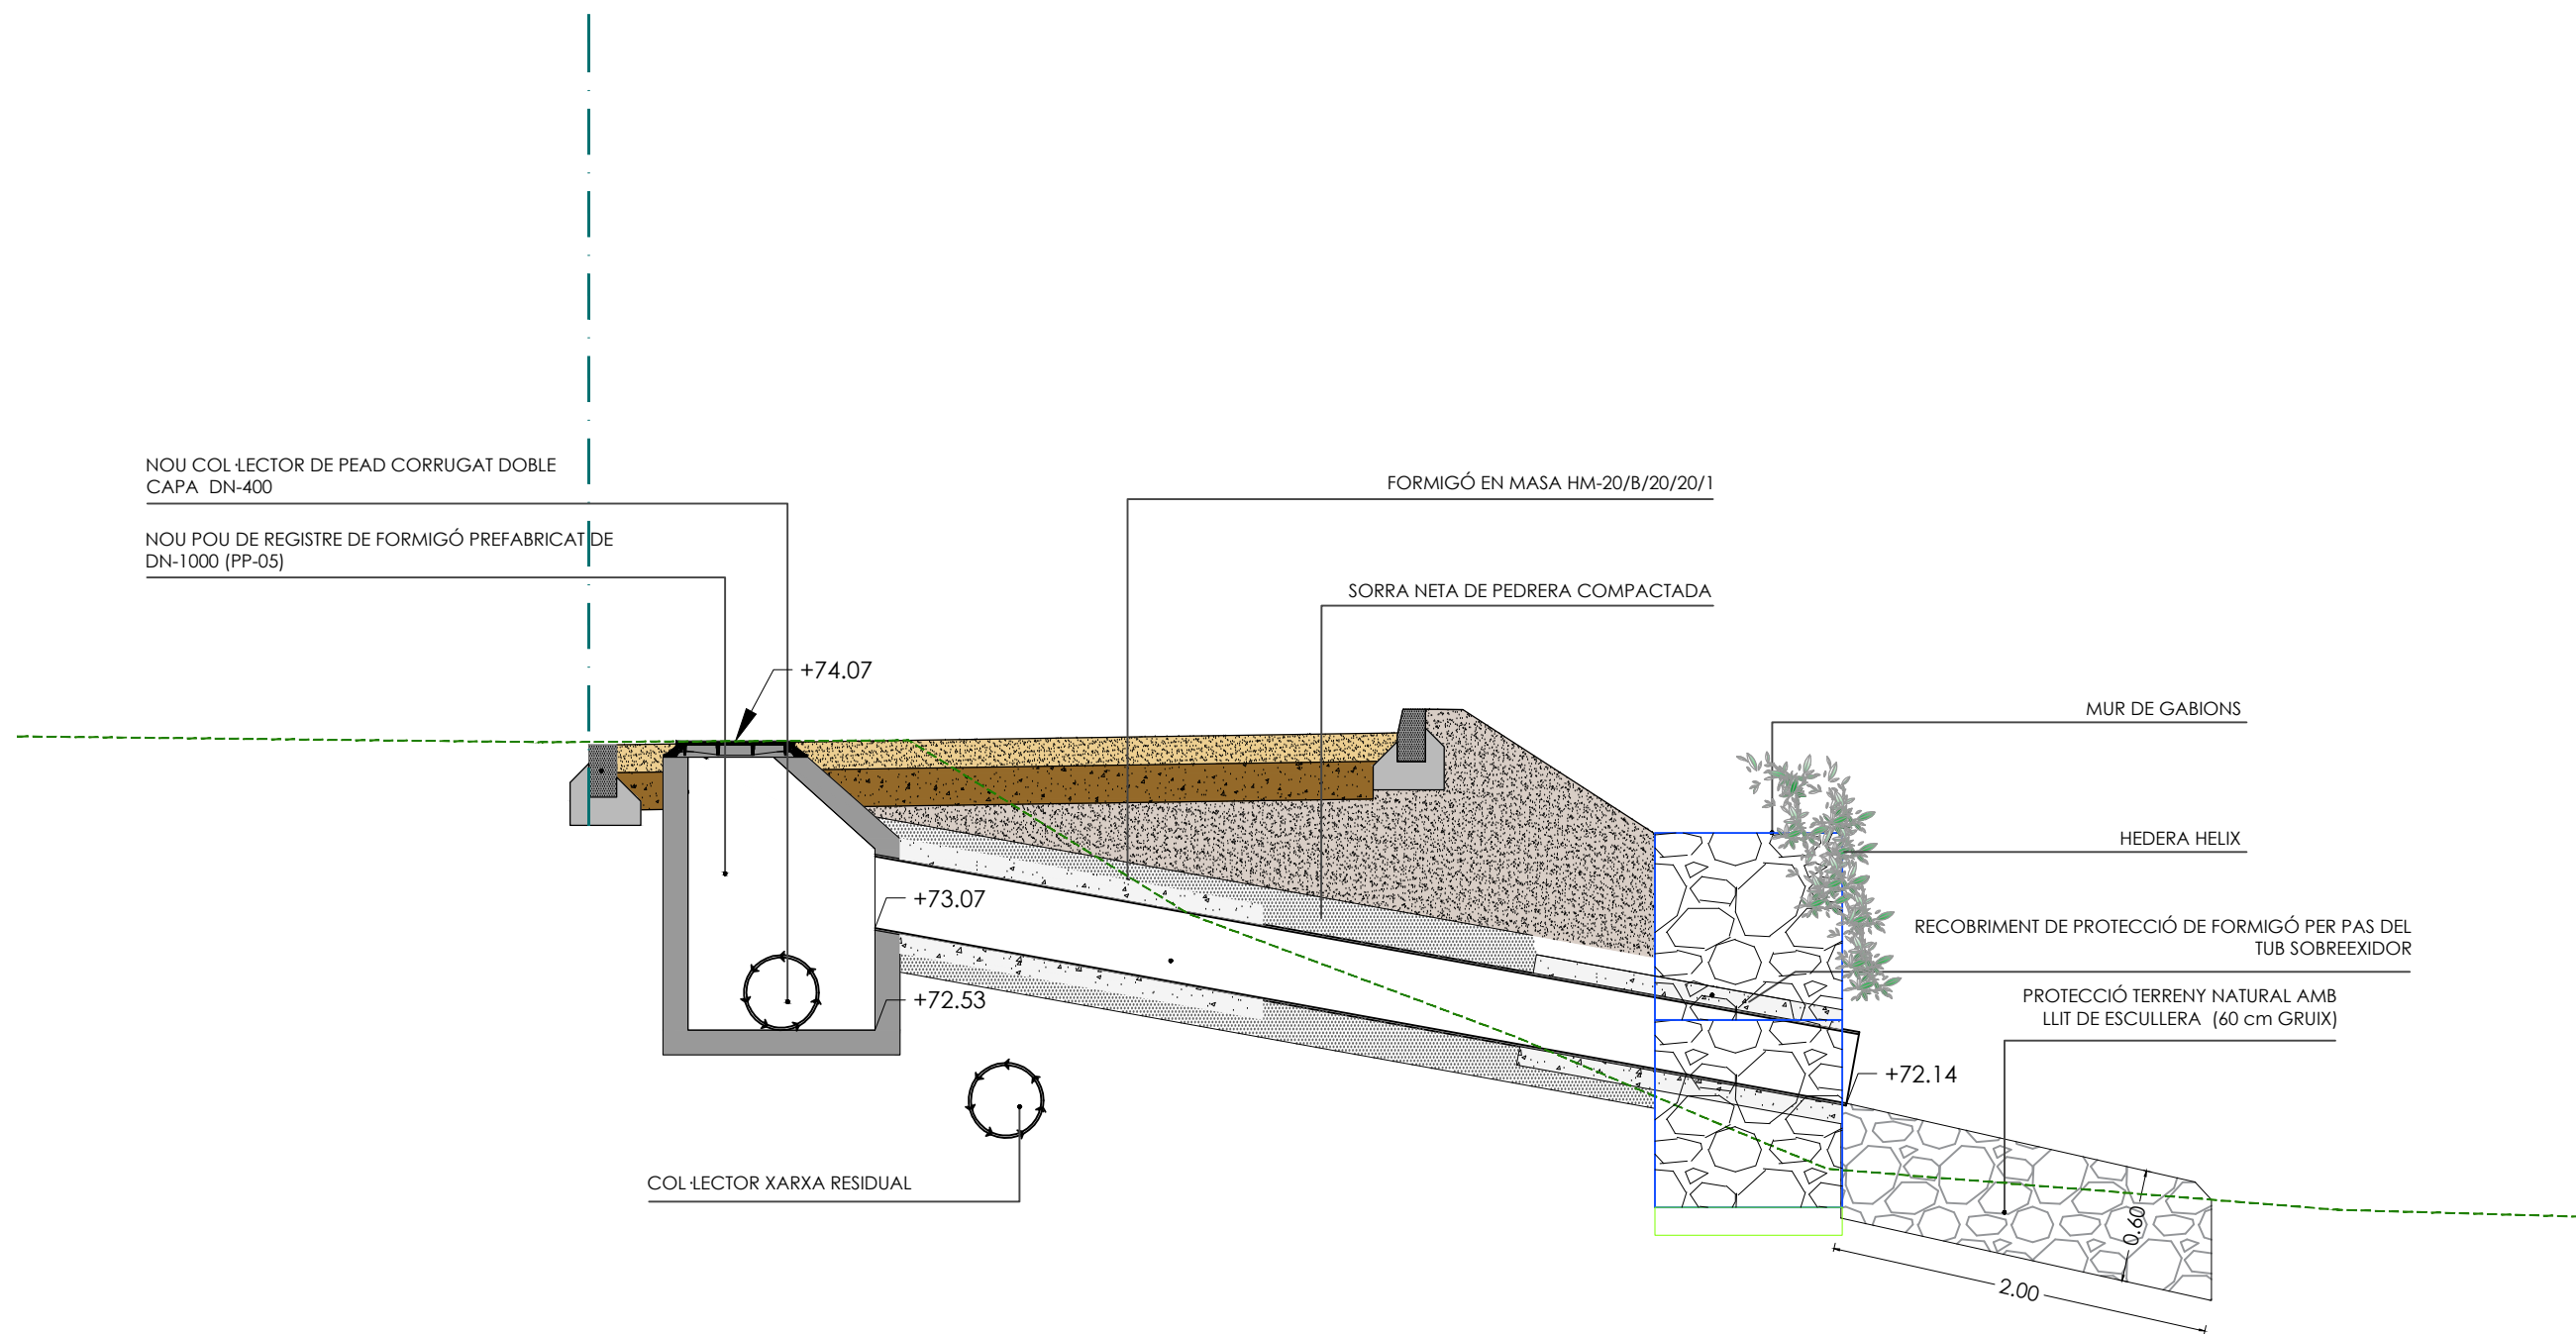 NOU COL·LECTOR DE PEAD CORRUGAT DOBLE
CAPA DN-400
NOU POU DE REGISTRE DE FORMIGÓ PREFABRICAT DE
DN-1000 (PP-05)
FORMIGÓ EN MASA HM-20/B/20/20/1
SORRA NETA DE PEDRERA COMPACTADA
+74.07
MUR DE GABIONS
HEDERA HELIX
+73.07
RECOBRIMENT DE PROTECCIÓ DE FORMIGÓ PER PAS DEL
TUB SOBREEXIDOR
+72.53
PROTECCIÓ TERRENY NATURAL AMB
LLIT DE ESCULLERA (60 cm GRUIX)
+72.14
COL·LECTOR XARXA RESIDUAL
0.60
2.00